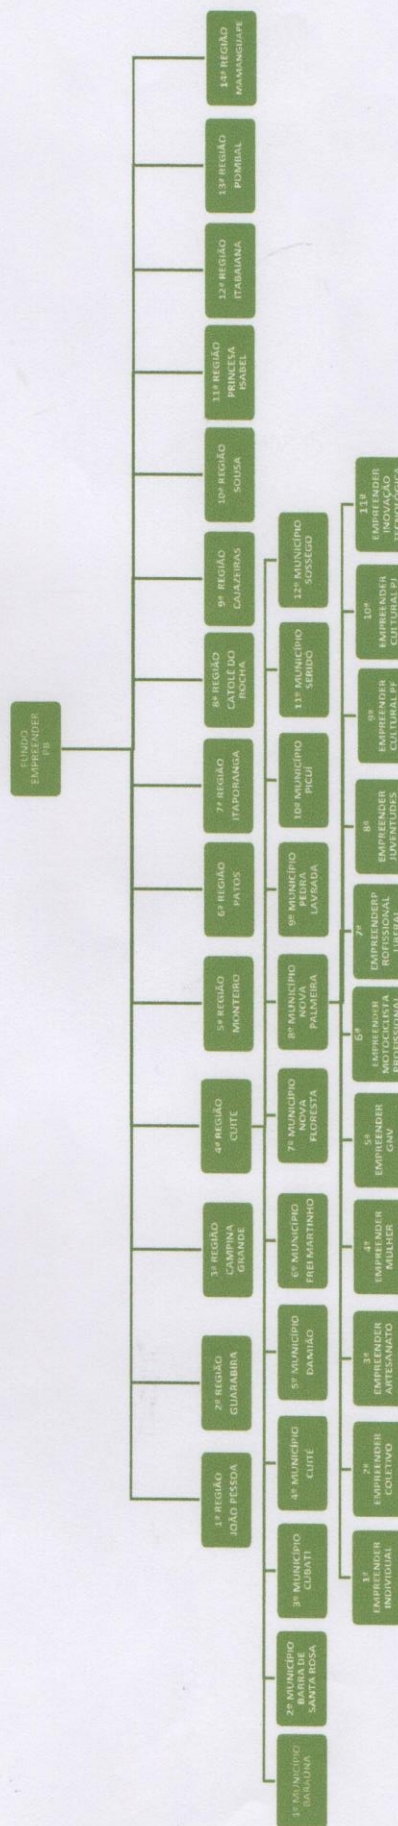 FUNDO
EMPREENDER
PB
1ª REGIÃO
JOÃO PESSOA
2ª REGIÃO
GUARABIRA
3ª REGIÃO
CAMPINA
GRANDE
4ª REGIÃO
CUITÉ
5ª REGIÃO
MONTEIRO
6ª REGIÃO
PATOS
7ª REGIÃO
ITAPORANGA
8ª REGIÃO
CATOLÉ DO
ROCHA
9ª REGIÃO
CAJAZEIRAS
10ª REGIÃO
SOUSA
11ª REGIÃO
PRINCESA
ISABEL
12ª REGIÃO
ITABAIANA
13ª REGIÃO
POMBAL
14ª REGIÃO
MAMANGUAPE
1º MUNICÍPIO
BARAÚNA
2º MUNICÍPIO
BARRA DE
SANTA ROSA
3º MUNICÍPIO
CUBATI
4º MUNICÍPIO
CUITÉ
5º MUNICÍPIO
DAMIÃO
6º MUNICÍPIO
FREI MARTINHO
7º MUNICÍPIO
NOVA
FLORESTA
8º MUNICÍPIO
NOVA
PALMEIRA
9º MUNICÍPIO
PEDRA
LAVRADA
10º MUNICÍPIO
PICUÍ
11º MUNICÍPIO
SERIDÓ
12º MUNICÍPIO
SOSSÊGO
1º
EMPREENDER
INDIVIDUAL
2º
EMPREENDER
COLETIVO
3º
EMPREENDER
ARTESANATO
4º
EMPREENDER
MULHER
5º
EMPREENDER
GNV
6º
EMPREENDER
MOTOCICLISTA
PROFISSIONAL
7º
EMPREENDERP
ROFISSIONAL
LIBERAL
8º
EMPREENDER
JUVENTUDES
9º
EMPREENDER
CULTURAL PF
10º
EMPREENDER
CULTURAL PJ
11º
EMPREENDER
INOVAÇÃO
TECNOLÓGICA